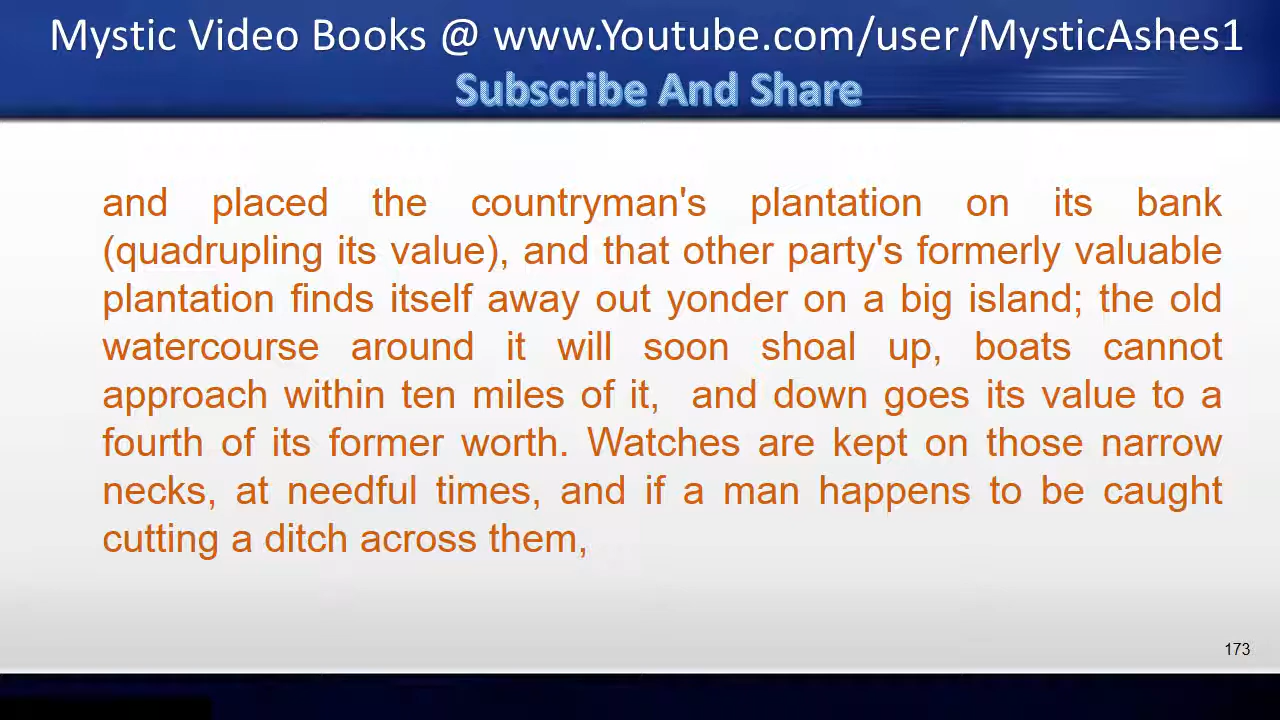 Mystic Video Books @ www.Youtube.com/user/MysticAshes1
Subscribe And Share
and placed the countryman's plantation on its bank
(quadrupling its value), and that other party's formerly valuable
plantation finds itself away out yonder on a big island; the old
watercourse around it will soon shoal up, boats cannot
approach within ten miles of it, and down goes its value to a
fourth of its former worth. Watches are kept on those narrow
necks, at needful times, and if a man happens to be caught
cutting a ditch across them,
173